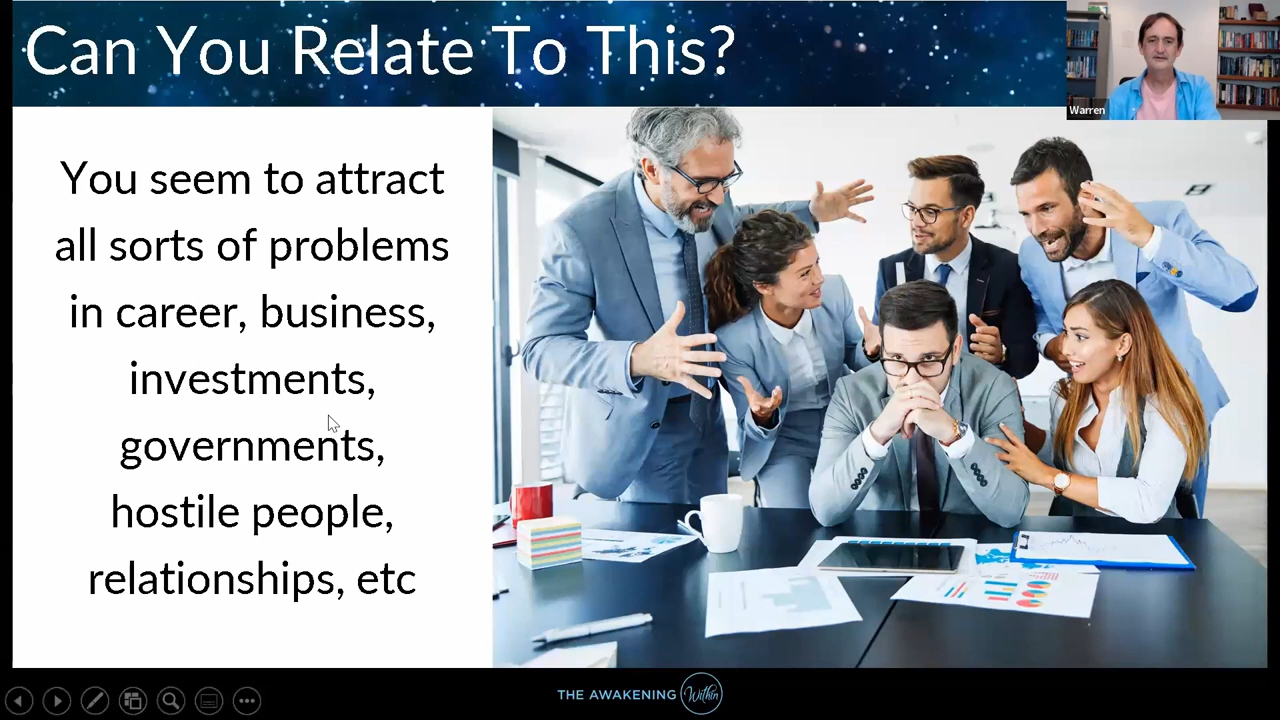 Can You Relate To This?
Warren
You seem to attract
all sorts of problems
in career, business,
investments,
governments,
hostile people,
relationships, etc
THE AWAKENING Within